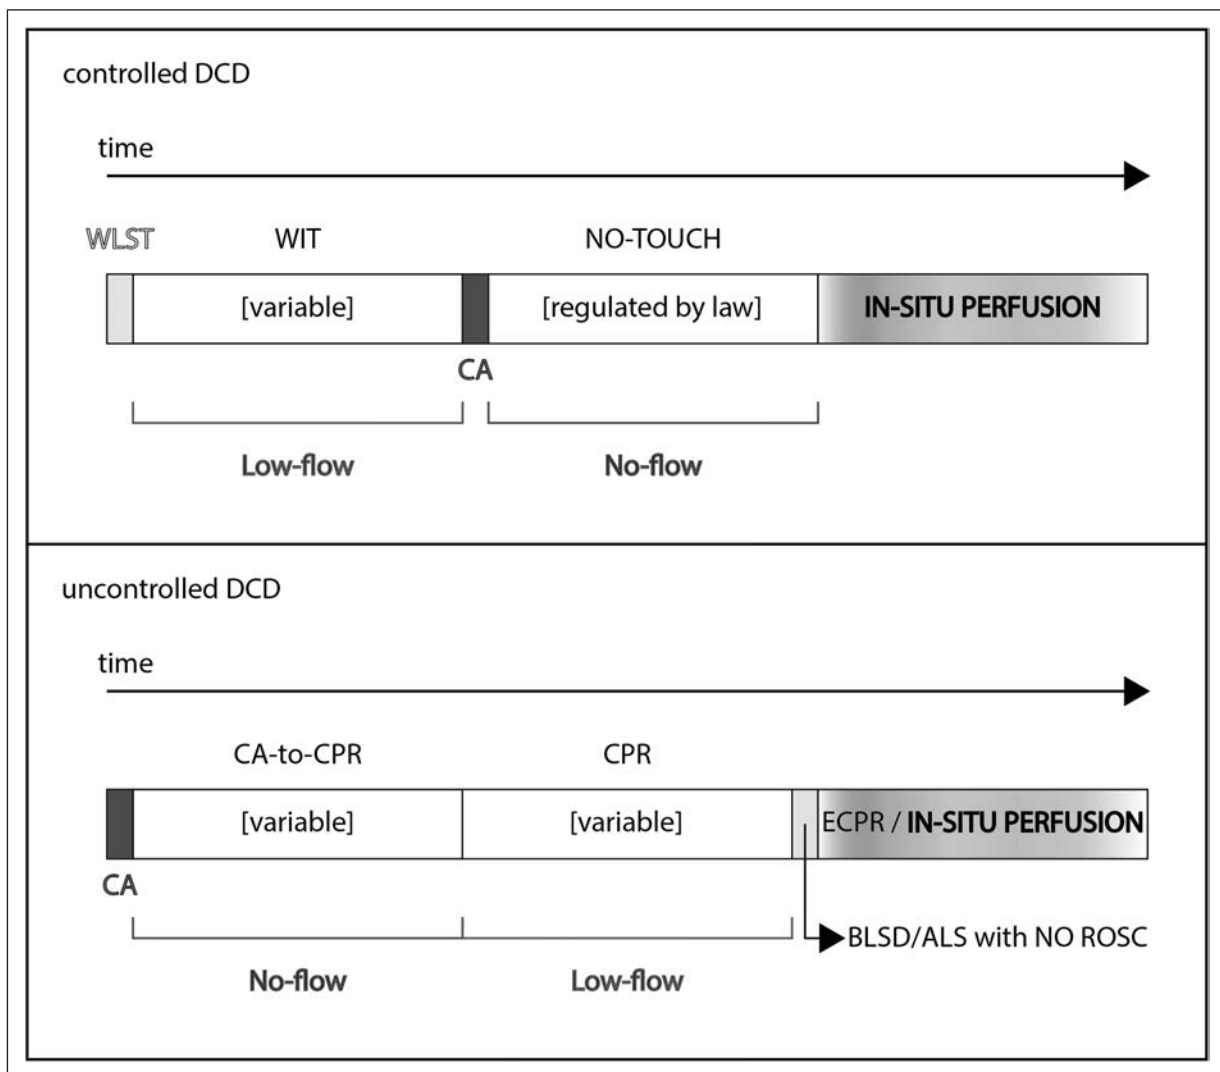 controlled DCD
time
WLST WIT NO-TOUCH
[variable] [regulated by law] IN-SITU PERFUSION
CA
Low-flow No-flow
uncontrolled DCD
time
CA-to-CPR CPR
[variable] [variable] ECPR / IN-SITU PERFUSION
CA
BLSD/ALS with NO ROSC
No-flow Low-flow